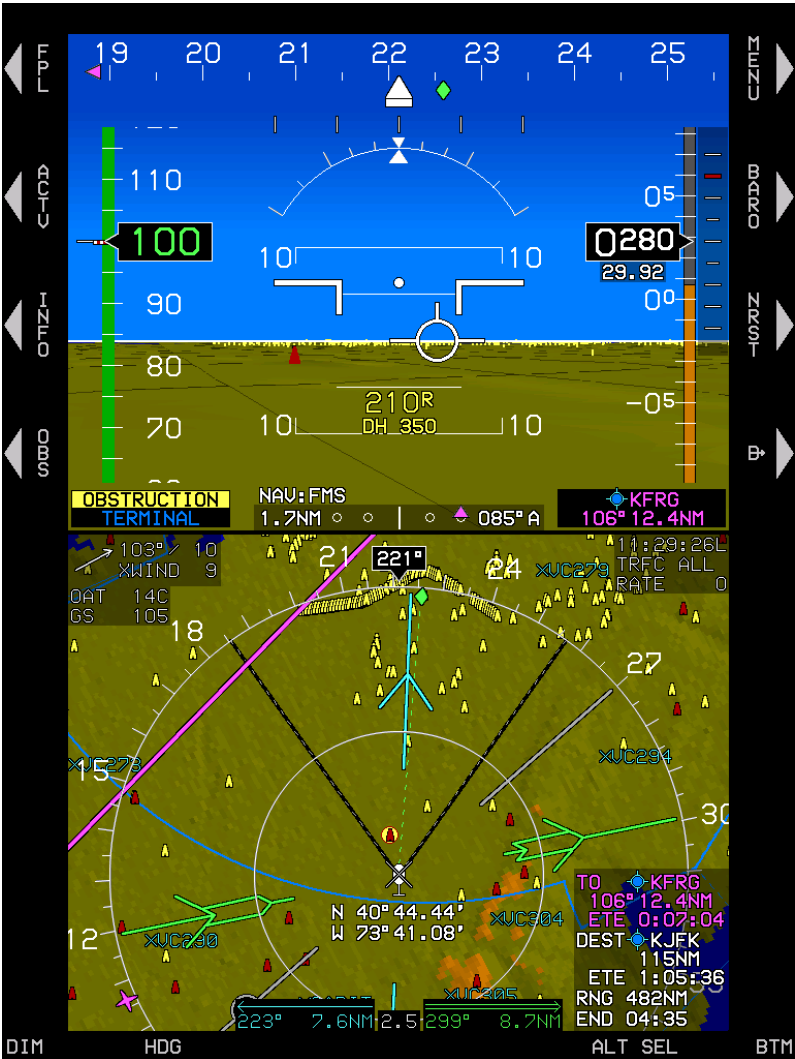 FPL
ACTV
INFO
OBS
MENU
BARO
NRST
19 20 21 22 23 24 25
110
100
90
80
70
10 10
10 10
0280
29.92
05
00
-05
210R
DH 350
OBSTRUCTION
TERMINAL
NAV:FMS
1.7NM 085° A
KFRG
106° 12.4NM
103°/ 10
XWIND 9
OAT 14C
GS 105
11:29:26L
TRFC ALL
RATE 0
221°
21
24
18
27
15
30
12
XVC279
XVC294
XVC273
XVC304
XVC290
XVC305
N 40°44.44'
W 73°41.08'
TO KFRG
106° 12.4NM
ETE 0:07:04
DEST KJFK
115NM
ETE 1:05:36
RNG 482NM
END 04:35
223° 7.6NM
2.5
299° 8.7NM
DIM
HDG
ALT SEL
BTM